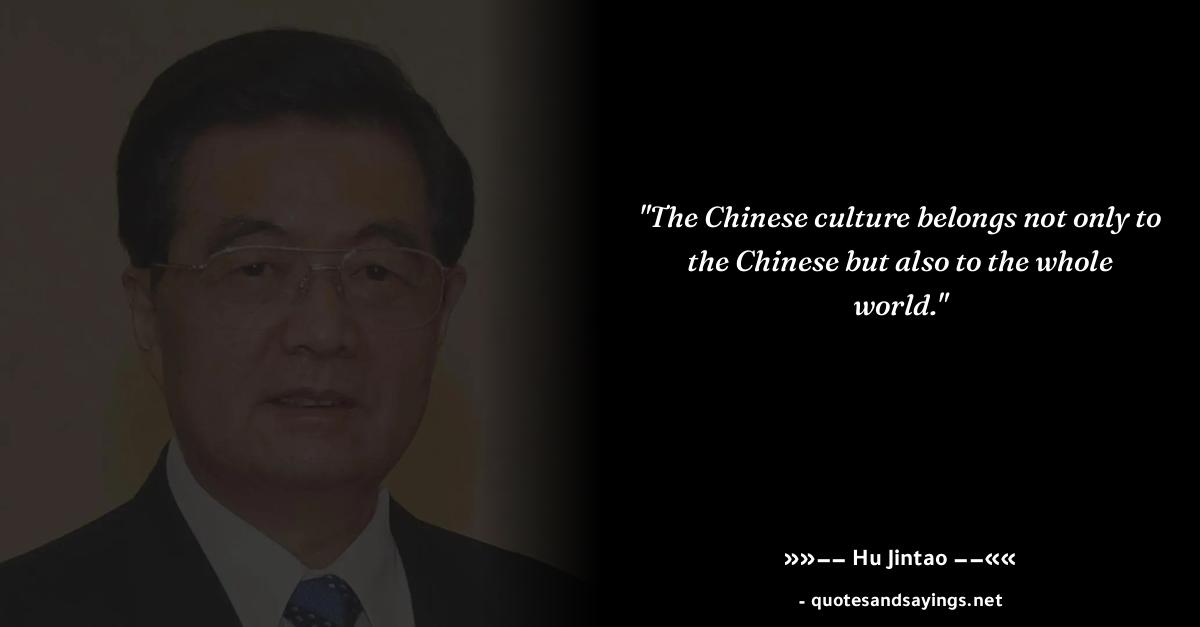 "The Chinese culture belongs not only to
the Chinese but also to the whole
world."
»»–– Hu Jintao ––««
- quotesandsayings.net